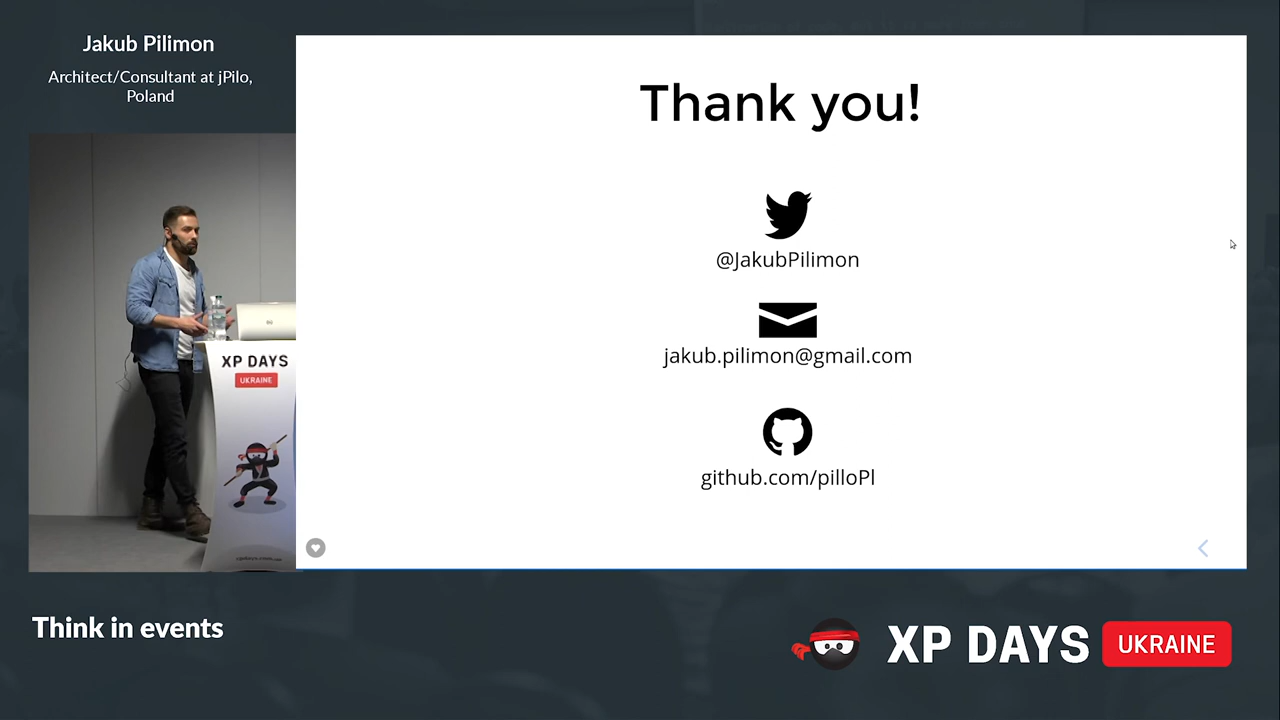 Jakub Pilimon
Architect/Consultant at jPilo,
Poland
Thank you!
@JakubPilimon
jakub.pilimon@gmail.com
github.com/pilloPl
XP DAYS
UKRAINE
Think in events
XP DAYS UKRAINE